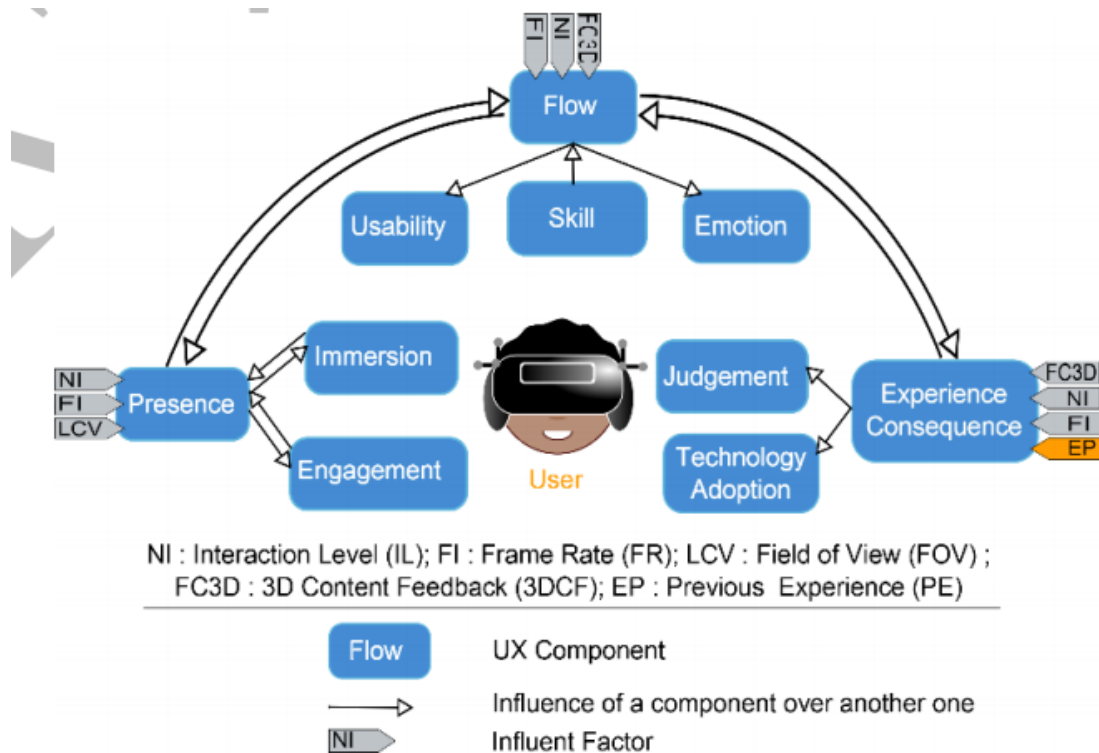 FI
NI
FC3D
Flow
Usability
Skill
Emotion
Immersion
Judgement
NI
FI
LCV
Presence
Experience
Consequence
FC3D
NI
FI
EP
Engagement
User
Technology
Adoption
NI : Interaction Level (IL); FI : Frame Rate (FR); LCV : Field of View (FOV) ;
FC3D : 3D Content Feedback (3DCF); EP : Previous Experience (PE)
Flow
UX Component
Influence of a component over another one
NI
Influent Factor